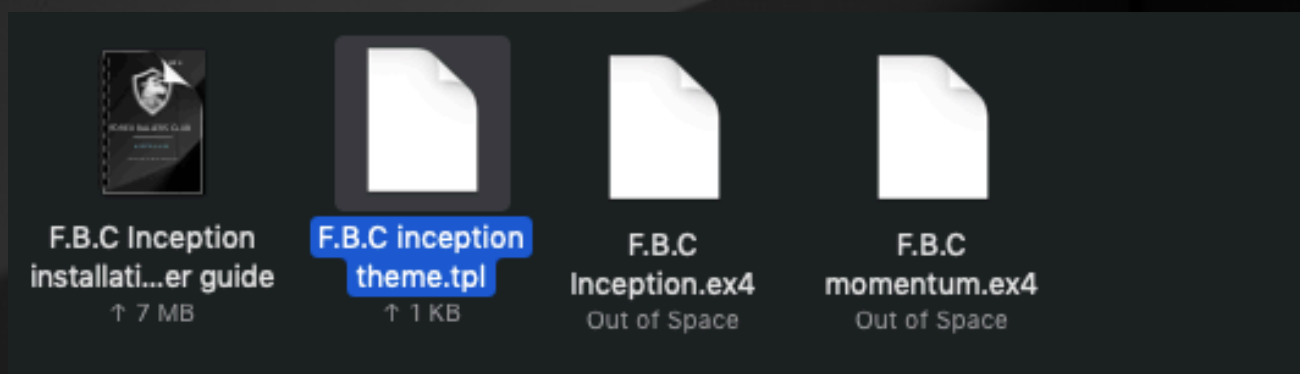 F.B.C Inception
installati...er guide
↑ 7 MB
F.B.C inception
theme.tpl
↑ 1 KB
F.B.C
Inception.ex4
Out of Space
F.B.C
momentum.ex4
Out of Space